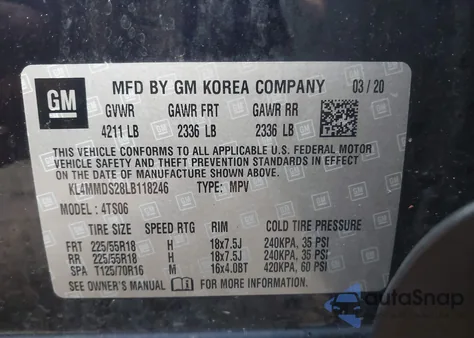 GM
MFD BY GM KOREA COMPANY 03/20
GVWR GAWR FRT GAWR RR
4211 LB 2336 LB 2336 LB
THIS VEHICLE CONFORMS TO ALL APPLICABLE U.S. FEDERAL MOTOR
VEHICLE SAFETY AND THEFT PREVENTION STANDARDS IN EFFECT ON
THE DATE OF MANUFACTURE SHOWN ABOVE.
KL4MMDS28LB118246 TYPE: MPV
MODEL: 4TS06
TIRE SIZE SPEED RTG RIM COLD TIRE PRESSURE
FRT 225/55R18 H 18x7.5J 240KPA, 35 PSI
RR 225/55R18 H 18x7.5J 240KPA, 35 PSI
SPA T125/70R16 M 16x4.0BT 420KPA, 60 PSI
SEE OWNER'S MANUAL FOR MORE INFORMATION.
autoSnap